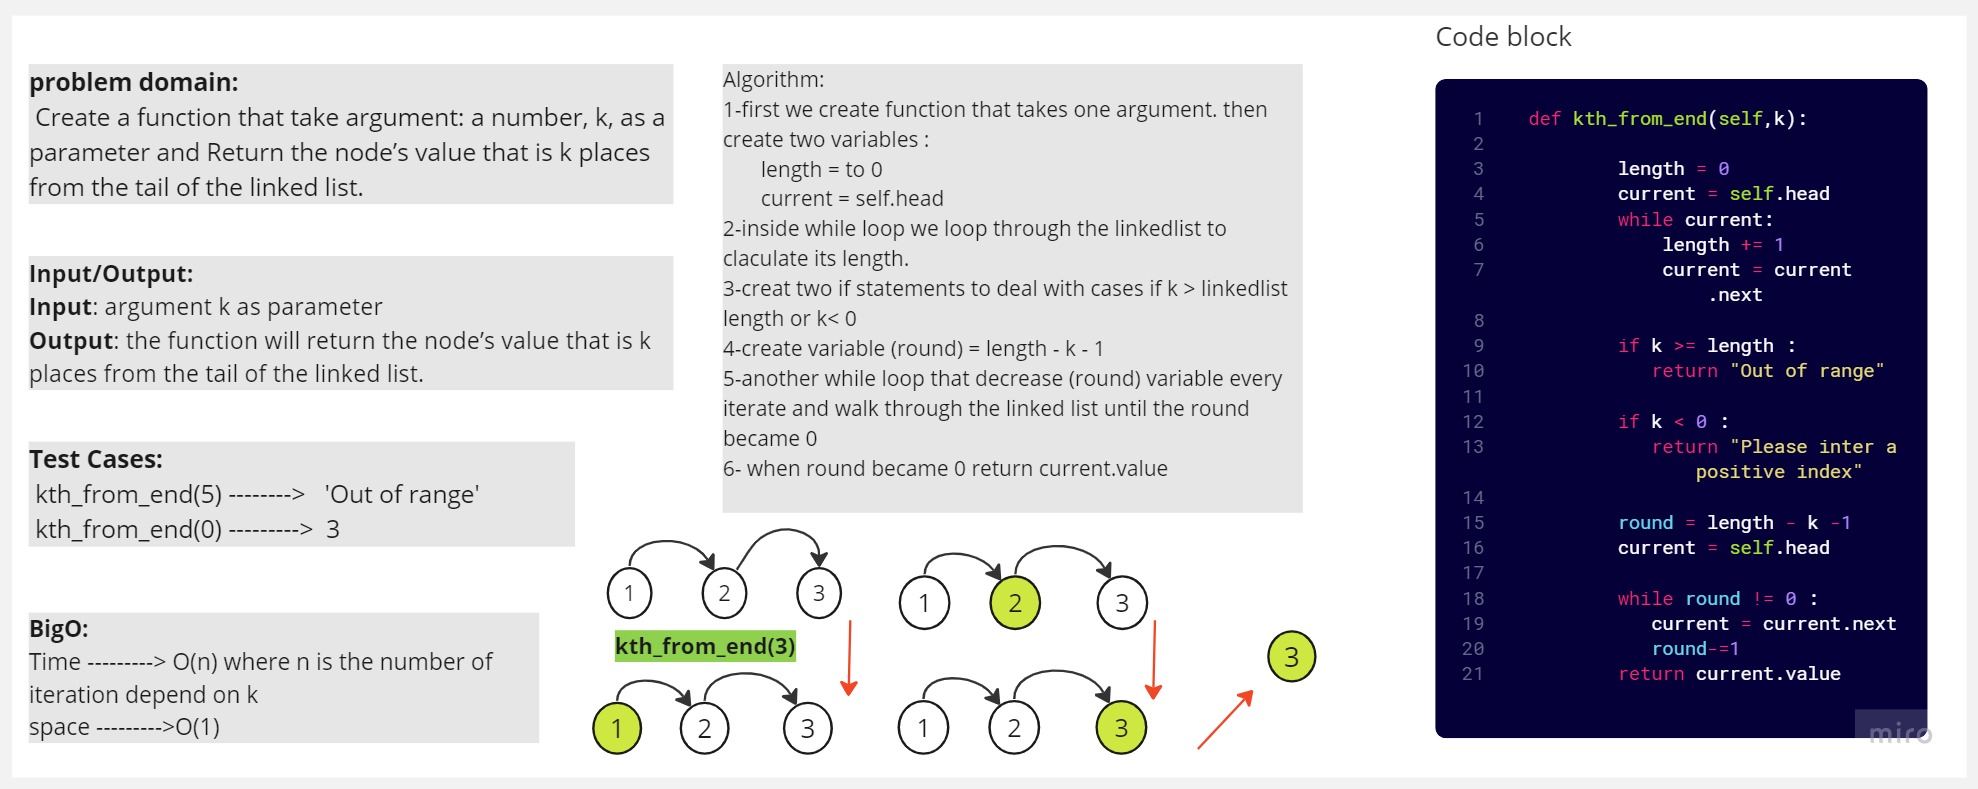 problem domain:
Create a function that take argument: a number, k, as a
parameter and Return the node’s value that is k places
from the tail of the linked list.
Input/Output:
Input: argument k as parameter
Output: the function will return the node’s value that is k
places from the tail of the linked list.
Test Cases:
kth_from_end(5) --------> 'Out of range'
kth_from_end(0) ---------> 3
BigO:
Time ---------> O(n) where n is the number of
iteration depend on k
space --------->O(1)
Algorithm:
1-first we create function that takes one argument. then
create two variables :
length = to 0
current = self.head
2-inside while loop we loop through the linkedlist to
claculate its length.
3-creat two if statements to deal with cases if k > linkedlist
length or k< 0
4-create variable (round) = length - k - 1
5-another while loop that decrease (round) variable every
iterate and walk through the linked list until the round
became 0
6- when round became 0 return current.value
1 2 3
kth_from_end(3)
1 2 3
1 2 3
1 2 3
3
Code block
1 def kth_from_end(self,k):
2
3 length = 0
4 current = self.head
5 while current:
6 length += 1
7 current = current
.next
8
9 if k >= length :
10 return "Out of range"
11
12 if k < 0 :
13 return "Please inter a
positive index"
14
15 round = length - k -1
16 current = self.head
17
18 while round != 0 :
19 current = current.next
20 round-=1
21 return current.value
miro